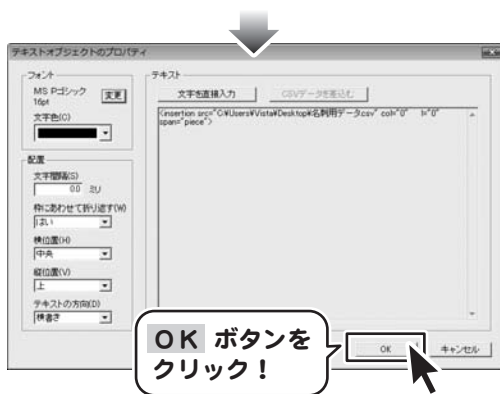 テキストオブジェクトのプロパティ
フォント
MS Pゴシック
16pt
変更
文字色(C)
配置
文字間隔(S)
0.0 ミリ
枠にあわせて折り返す(W)
はい
横位置(H)
中央
縦位置(V)
上
テキストの方向(D)
横書き
テキスト
文字を直接入力
CSVデータを差込む
<insertion src="C:¥Users¥Vista¥Desktop¥名刺用データ.csv" col="0" l="0"
span="piece">
OK ボタンを
クリック！
OK
キャンセル